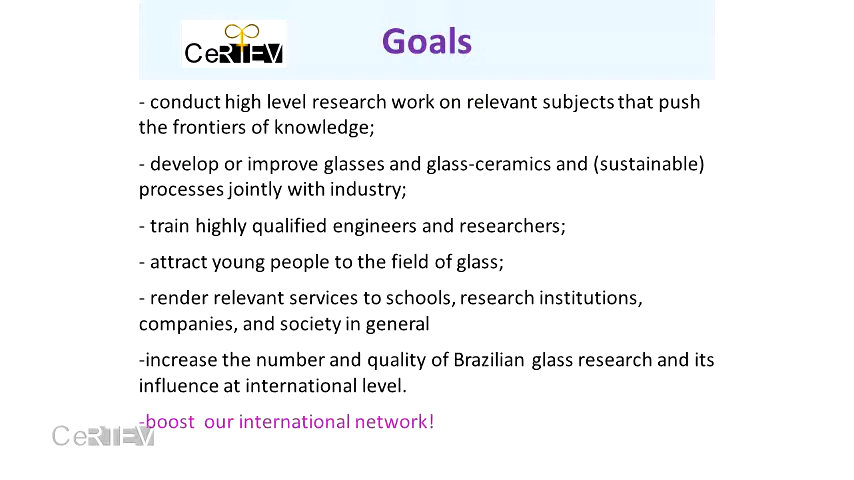 CeRTEV
Goals
- conduct high level research work on relevant subjects that push
the frontiers of knowledge;
- develop or improve glasses and glass-ceramics and (sustainable)
processes jointly with industry;
- train highly qualified engineers and researchers;
- attract young people to the field of glass;
- render relevant services to schools, research institutions,
companies, and society in general
-increase the number and quality of Brazilian glass research and its
influence at international level.
-boost our international network!
CeRTEV